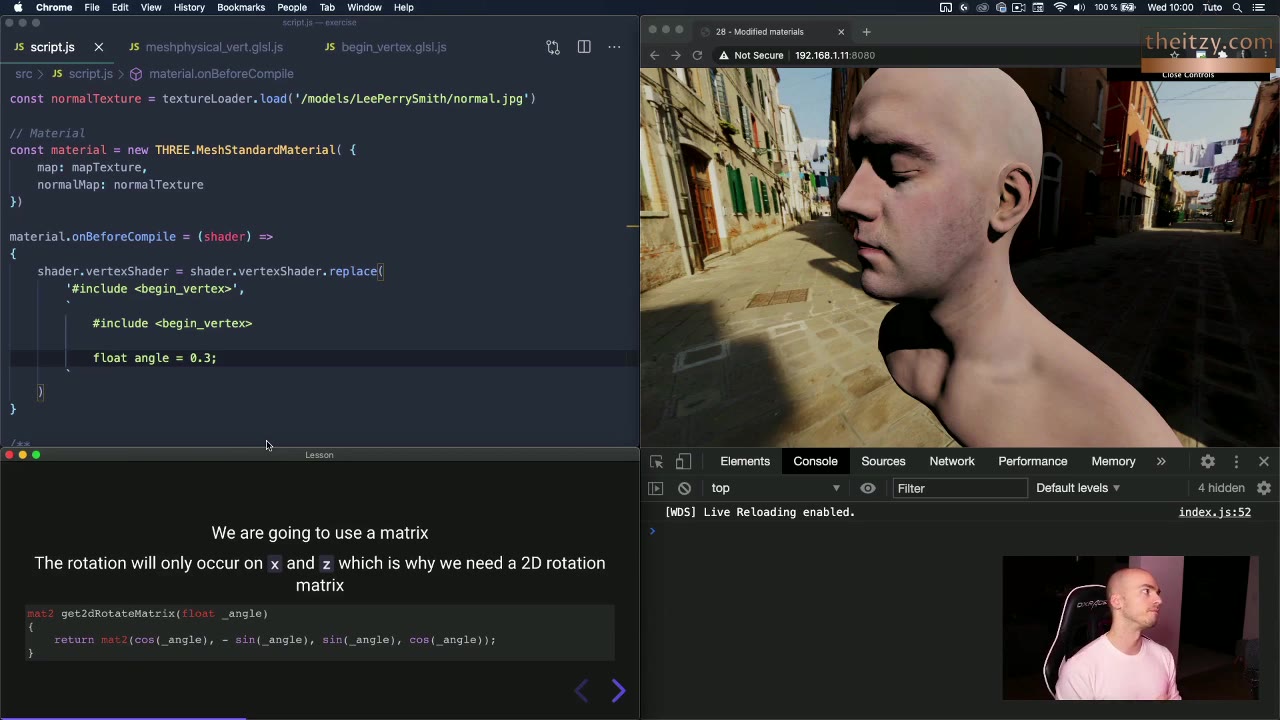 Chrome File Edit View History Bookmarks People Tab Window Help
100 % Wed 10:00 Tuto
script.js — exercise
script.js meshphysical_vert.glsl.js begin_vertex.glsl.js
src > script.js > material.onBeforeCompile
const normalTexture = textureLoader.load('/models/LeePerrySmith/normal.jpg')
// Material
const material = new THREE.MeshStandardMaterial( {
map: mapTexture,
normalMap: normalTexture
})
material.onBeforeCompile = (shader) =>
{
shader.vertexShader = shader.vertexShader.replace(
'#include <begin_vertex>',
`
#include <begin_vertex>
float angle = 0.3;
`
)
}
/**
28 - Modified materials
Not Secure 192.168.1.11:8080
theitzy.com
Close Controls
Lesson
We are going to use a matrix
The rotation will only occur on x and z which is why we need a 2D rotation
matrix
mat2 get2dRotateMatrix(float _angle)
{
return mat2(cos(_angle), - sin(_angle), sin(_angle), cos(_angle));
}
Elements Console Sources Network Performance Memory »
top Filter Default levels 4 hidden
[WDS] Live Reloading enabled. index.js:52
>